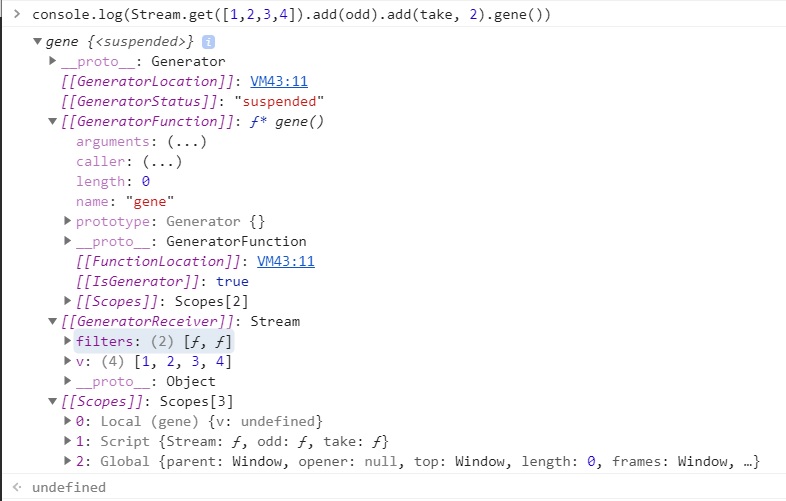 > console.log(Stream.get([1,2,3,4]).add(odd).add(take, 2).gene())
▼gene {<suspended>} i
▶__proto__: Generator
[[GeneratorLocation]]: VM43:11
[[GeneratorStatus]]: "suspended"
▼[[GeneratorFunction]]: ƒ* gene()
arguments: (...)
caller: (...)
length: 0
name: "gene"
▶prototype: Generator {}
▶__proto__: GeneratorFunction
[[FunctionLocation]]: VM43:11
[[IsGenerator]]: true
▶[[Scopes]]: Scopes[2]
▼[[GeneratorReceiver]]: Stream
▶filters: (2) [ƒ, ƒ]
▶v: (4) [1, 2, 3, 4]
▶__proto__: Object
▼[[Scopes]]: Scopes[3]
▶0: Local (gene) {v: undefined}
▶1: Script {Stream: ƒ, odd: ƒ, take: ƒ}
▶2: Global {parent: Window, opener: null, top: Window, length: 0, frames: Window, …}
undefined